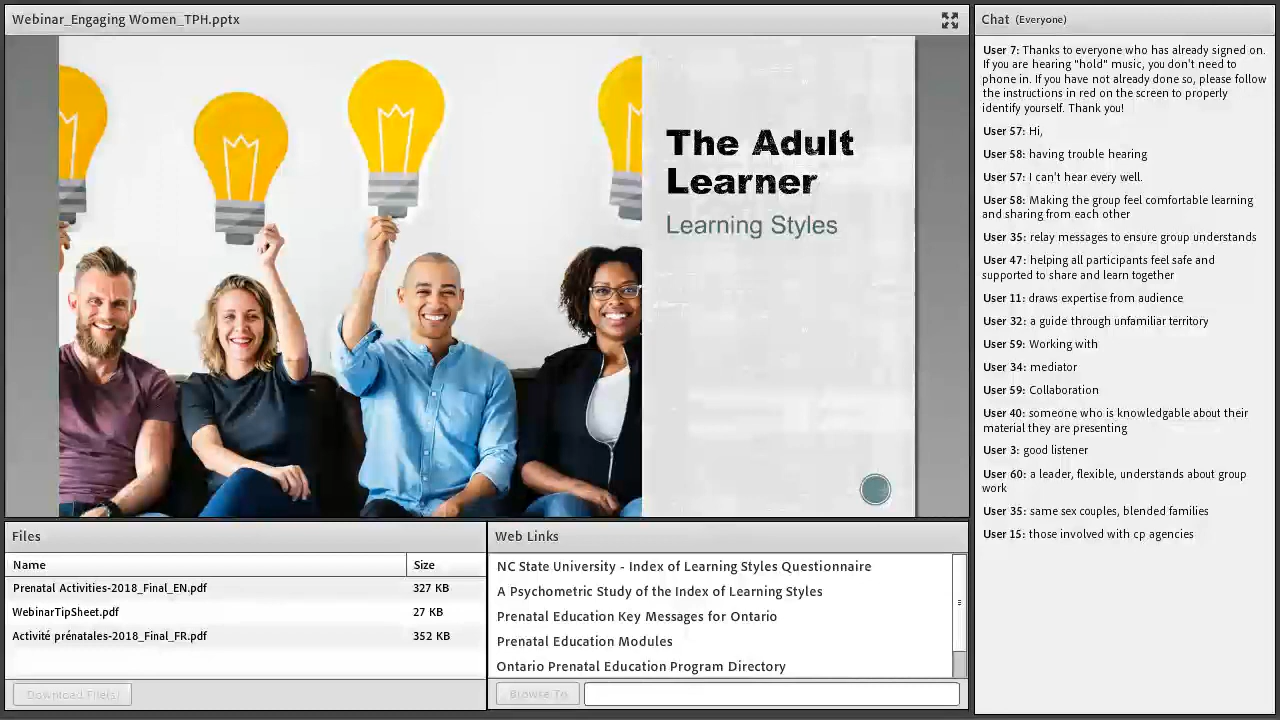 Webinar_Engaging Women_TPH.pptx
The Adult
Learner
Learning Styles
Files
Name Size
Prenatal Activities-2018_Final_EN.pdf 327 KB
WebinarTipSheet.pdf 27 KB
Activité prénatales-2018_Final_FR.pdf 352 KB
Download File(s)
Web Links
NC State University - Index of Learning Styles Questionnaire
A Psychometric Study of the Index of Learning Styles
Prenatal Education Key Messages for Ontario
Prenatal Education Modules
Ontario Prenatal Education Program Directory
Browse To
Chat (Everyone)
User 7: Thanks to everyone who has already signed on.
If you are hearing "hold" music, you don't need to
phone in. If you have not already done so, please follow
the instructions in red on the screen to properly
identify yourself. Thank you!
User 57: Hi,
User 58: having trouble hearing
User 57: I can't hear every well.
User 58: Making the group feel comfortable learning
and sharing from each other
User 35: relay messages to ensure group understands
User 47: helping all participants feel safe and
supported to share and learn together
User 11: draws expertise from audience
User 32: a guide through unfamiliar territory
User 59: Working with
User 34: mediator
User 59: Collaboration
User 40: someone who is knowledgable about their
material they are presenting
User 3: good listener
User 60: a leader, flexible, understands about group
work
User 35: same sex couples, blended families
User 15: those involved with cp agencies